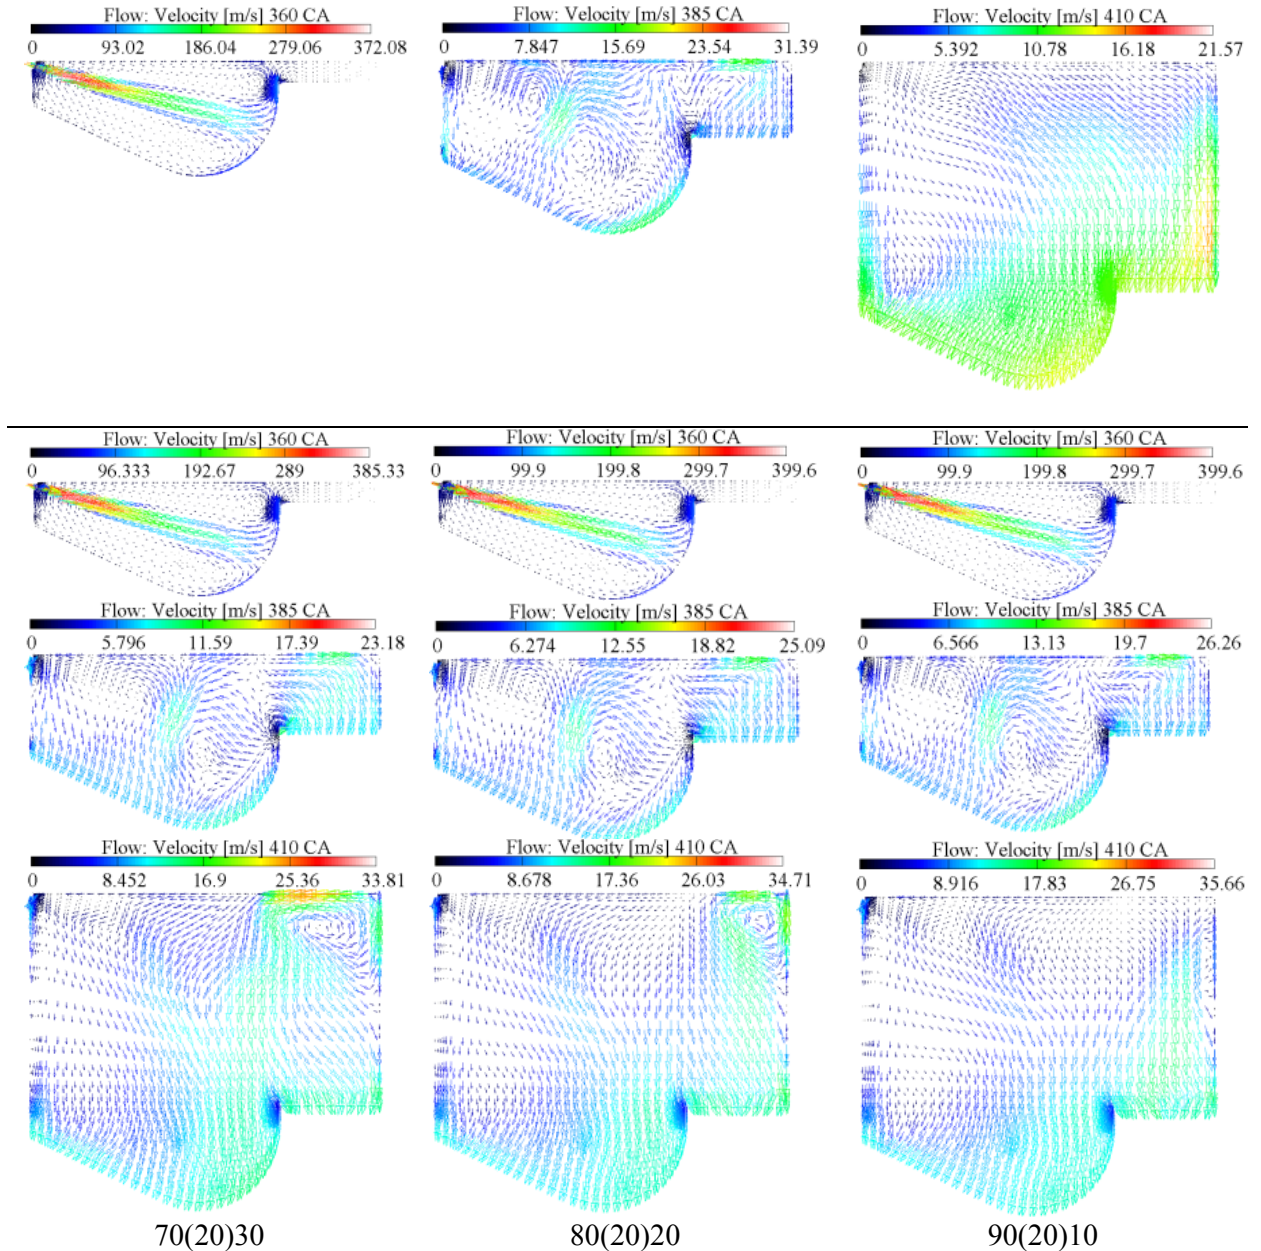 Flow: Velocity [m/s] 360 CA
0 93.02 186.04 279.06 372.08
Flow: Velocity [m/s] 385 CA
0 7.847 15.69 23.54 31.39
Flow: Velocity [m/s] 410 CA
0 5.392 10.78 16.18 21.57
Flow: Velocity [m/s] 360 CA
0 96.333 192.67 289 385.33
Flow: Velocity [m/s] 360 CA
0 999.9 199.8 299.7 399.6
Flow: Velocity [m/s] 360 CA
0 999.9 199.8 299.7 399.6
Flow: Velocity [m/s] 385 CA
0 5.796 11.59 17.39 23.18
Flow: Velocity [m/s] 385 CA
0 6.274 12.55 18.82 25.09
Flow: Velocity [m/s] 385 CA
0 6.566 13.13 19.7 26.26
Flow: Velocity [m/s] 410 CA
0 8.452 16.9 25.36 33.81
Flow: Velocity [m/s] 410 CA
0 8.678 17.36 26.03 34.71
Flow: Velocity [m/s] 410 CA
0 8.916 17.83 26.75 35.66
70(20)30
80(20)20
90(20)10